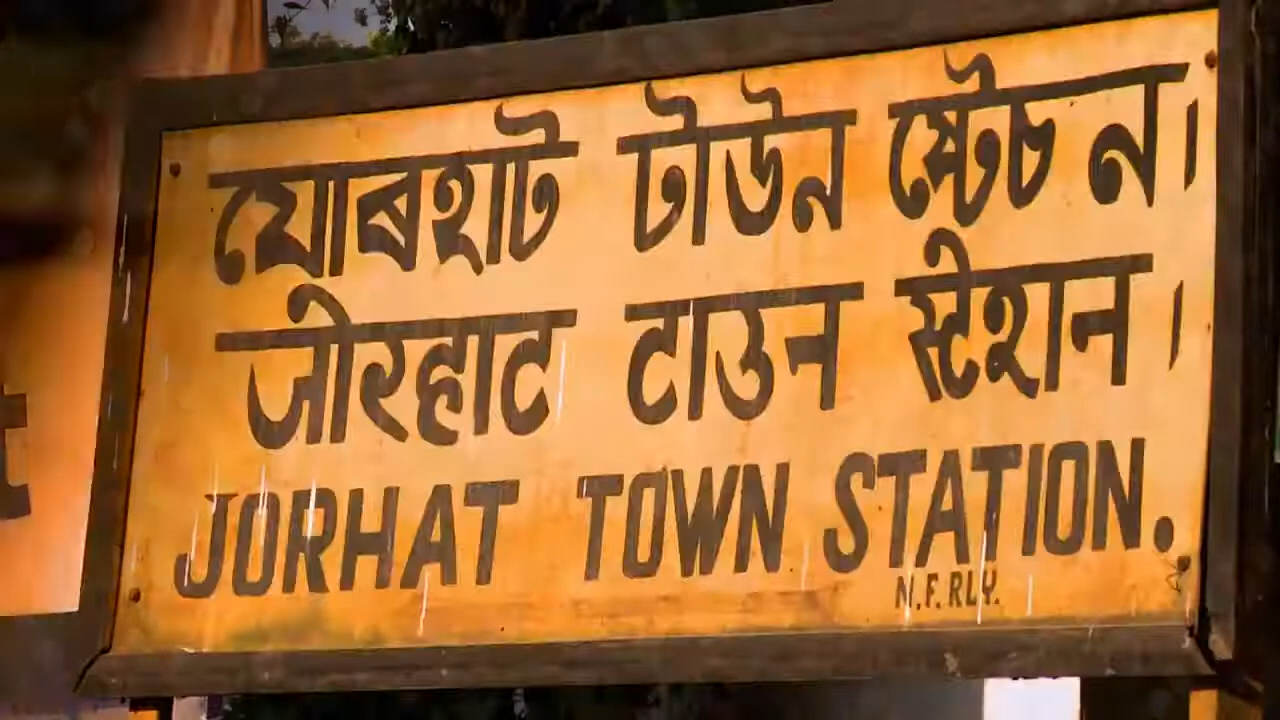 যোৰহাট টাউন ষ্টেচন।
जोरहाट टाउन स्टेशन।
JORHAT TOWN STATION.
N.F. RLY.